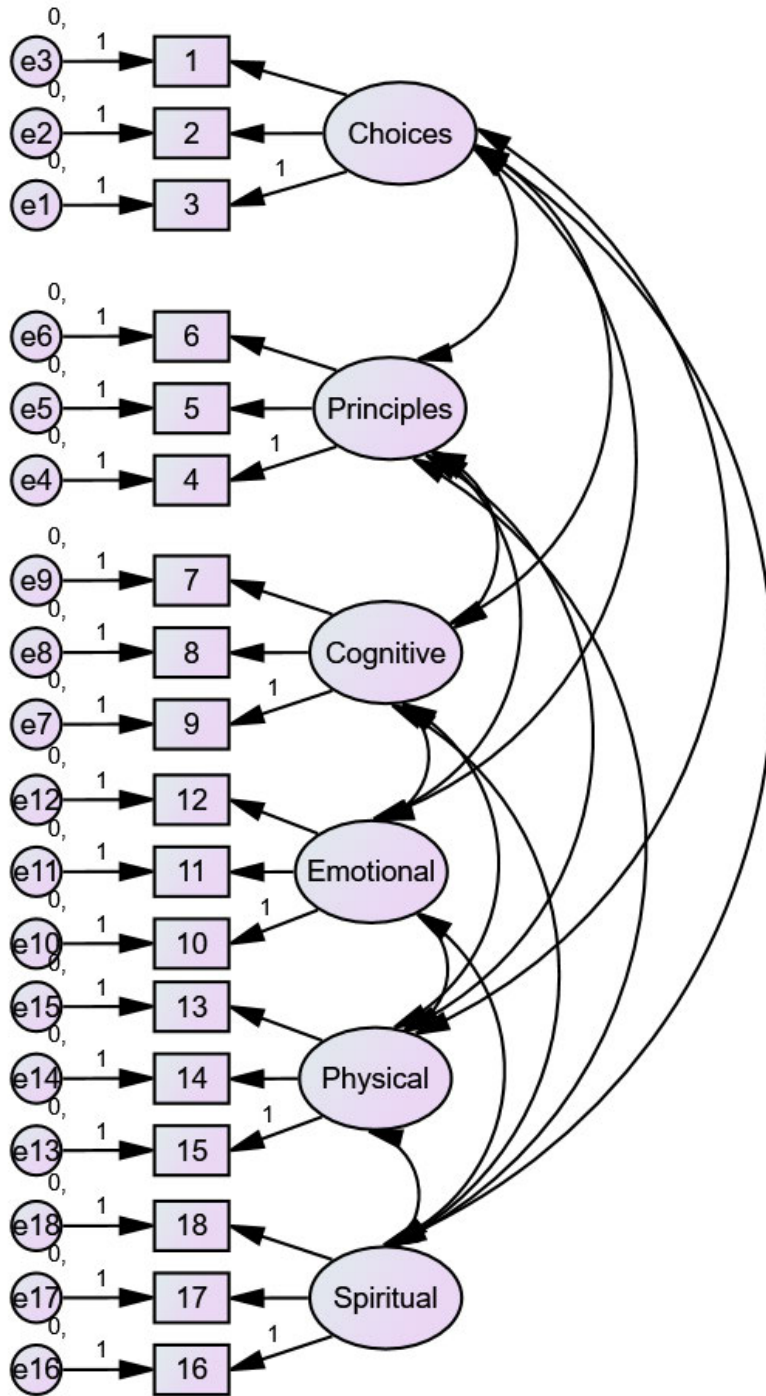 0,
e3 1 1
0,
e2 1 2 Choices
0,
e1 1 3 1
0,
e6 1 6
0,
e5 1 5 Principles
0,
e4 1 4 1
0,
e9 1 7
0,
e8 1 8 Cognitive
0,
e7 1 9 1
0,
e12 1 12
0,
e11 1 11 Emotional
0,
e10 1 10 1
0,
e15 1 13
0,
e14 1 14 Physical
0,
e13 1 15 1
0,
e18 1 18
0,
e17 1 17 Spiritual
0,
e16 1 16 1